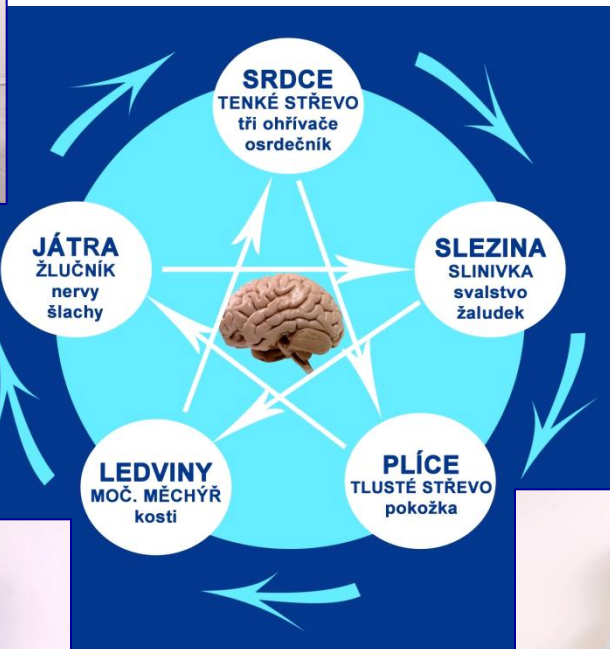 SRDCE
TENKÉ STŘEVO
tři ohřívače
osrdečník
JÁTRA
ŽLUČNÍK
nervy
šlachy
SLEZINA
SLINIVKA
svalstvo
žaludek
LEDVINY
MOČ. MĚCHÝŘ
kosti
PLÍCE
TLUSTÉ STŘEVO
pokožka